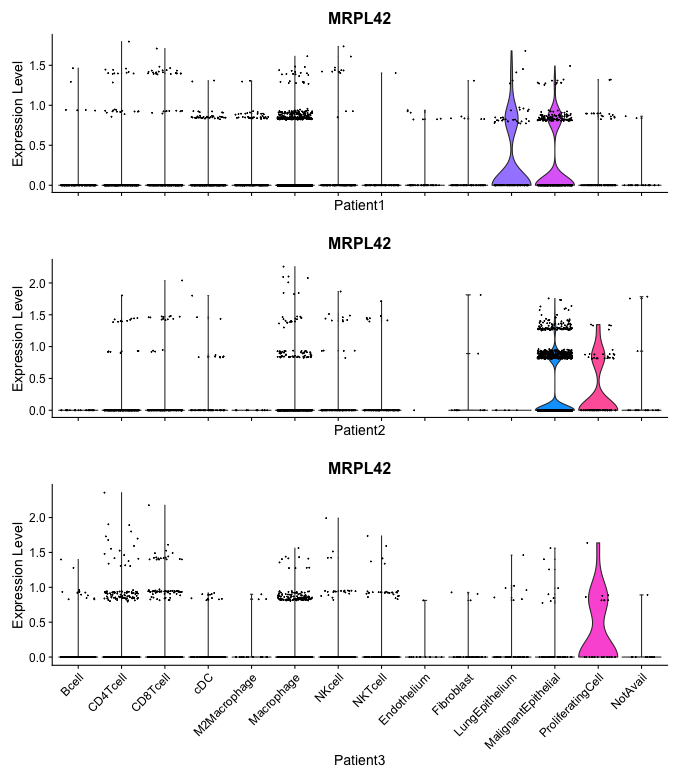 MRPL42
Expression Level
1.5
1.0
0.5
0.0
Patient1
MRPL42
Expression Level
2.0
1.5
1.0
0.5
0.0
Patient2
MRPL42
Expression Level
2.0
1.5
1.0
0.5
0.0
Bcell
CD4Tcell
CD8Tcell
cDC
M2Macrophage
Macrophage
NKcell
NKTcell
Endothelium
Fibroblast
LungEpithelium
MalignantEpithelial
ProliferatingCell
NotAvail
Patient3